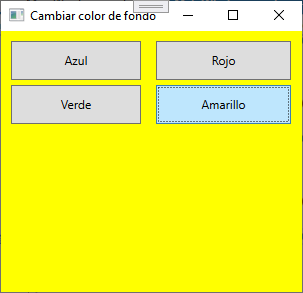 Cambiar color de fondo
Azul
Rojo
Verde
Amarillo